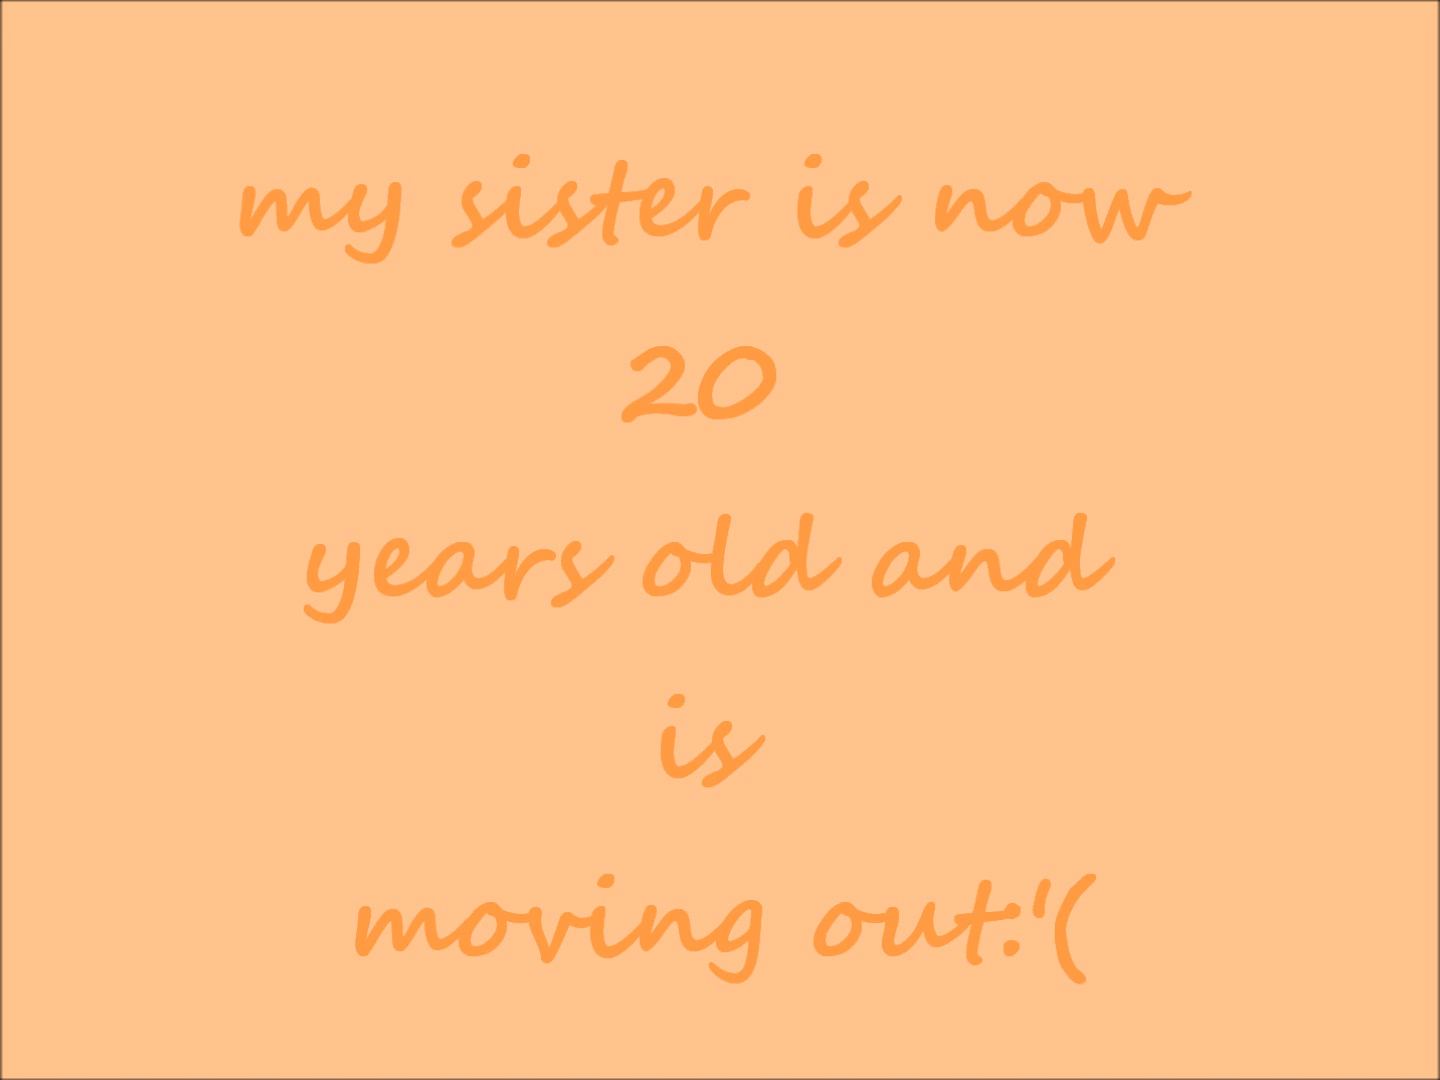 my sister is now
20
years old and
is
moving out:'(